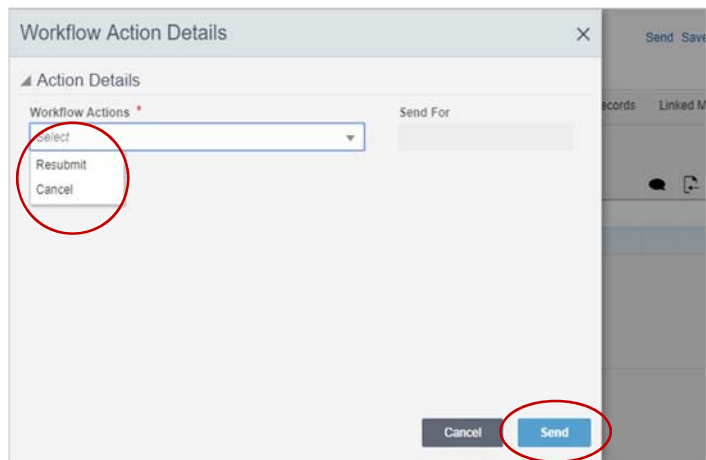 Workflow Action Details
Send Save
Action Details
Workflow Actions *
Send For
ecords Linked M
Select
Resubmit
Cancel
Cancel
Send